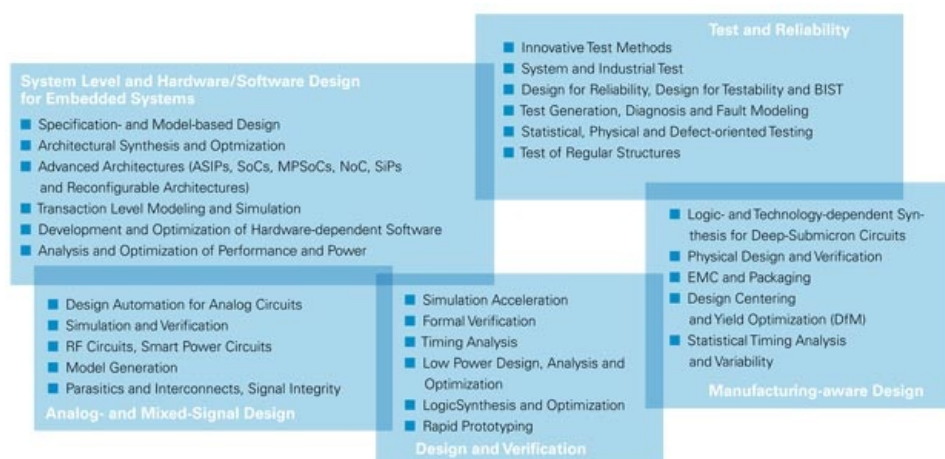 System Level and Hardware/Software Design
for Embedded Systems
Specification- and Model-based Design
Architectural Synthesis and Optmization
Advanced Architectures (ASIPs, SoCs, MPSoCs, NoC, SiPs
and Reconfigurable Architectures)
Transaction Level Modeling and Simulation
Development and Optimization of Hardware-dependent Software
Analysis and Optimization of Performance and Power
Test and Reliability
Innovative Test Methods
System and Industrial Test
Design for Reliability, Design for Testability and BIST
Test Generation, Diagnosis and Fault Modeling
Statistical, Physical and Defect-oriented Testing
Test of Regular Structures
Design Automation for Analog Circuits
Simulation and Verification
RF Circuits, Smart Power Circuits
Model Generation
Parasitics and Interconnects, Signal Integrity
Analog- and Mixed-Signal Design
Simulation Acceleration
Formal Verification
Timing Analysis
Low Power Design, Analysis and
Optimization
LogicSynthesis and Optimization
Rapid Prototyping
Design and Verification
Logic- and Technology-dependent Syn-
thesis for Deep-Submicron Circuits
Physical Design and Verification
EMC and Packaging
Design Centering
and Yield Optimization (DfM)
Statistical Timing Analysis
and Variability
Manufacturing-aware Design